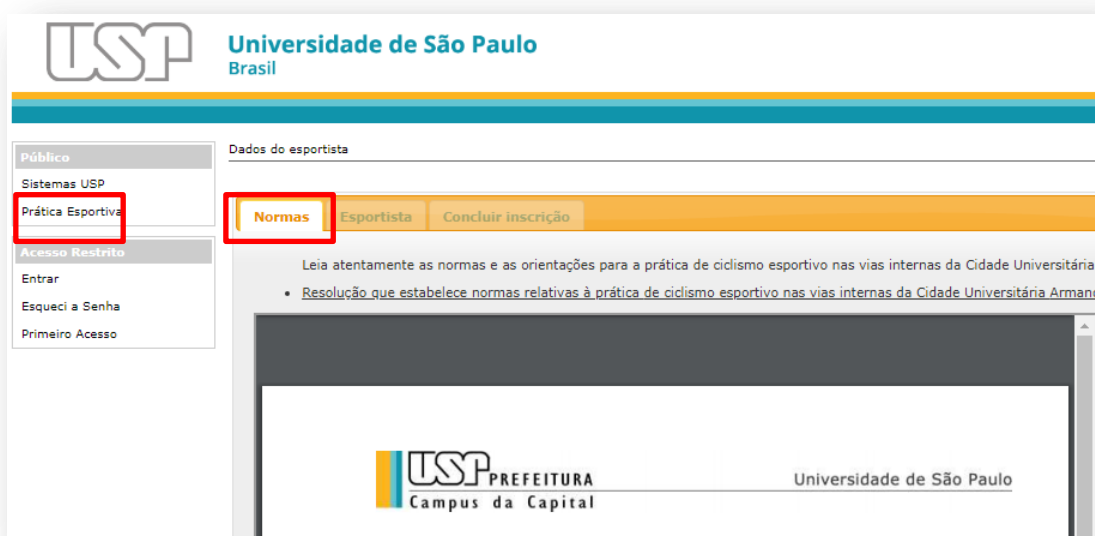 USP
Universidade de São Paulo
Brasil
Público
Sistemas USP
Prática Esportiva
Acesso Restrito
Entrar
Esqueci a Senha
Primeiro Acesso
Dados do esportista
Normas Esportista Concluir inscrição
Leia atentamente as normas e as orientações para a prática de ciclismo esportivo nas vias internas da Cidade Universitária
Resolução que estabelece normas relativas à prática de ciclismo esportivo nas vias internas da Cidade Universitária
USP PREFEITURA
Campus da Capital
Universidade de São Paulo